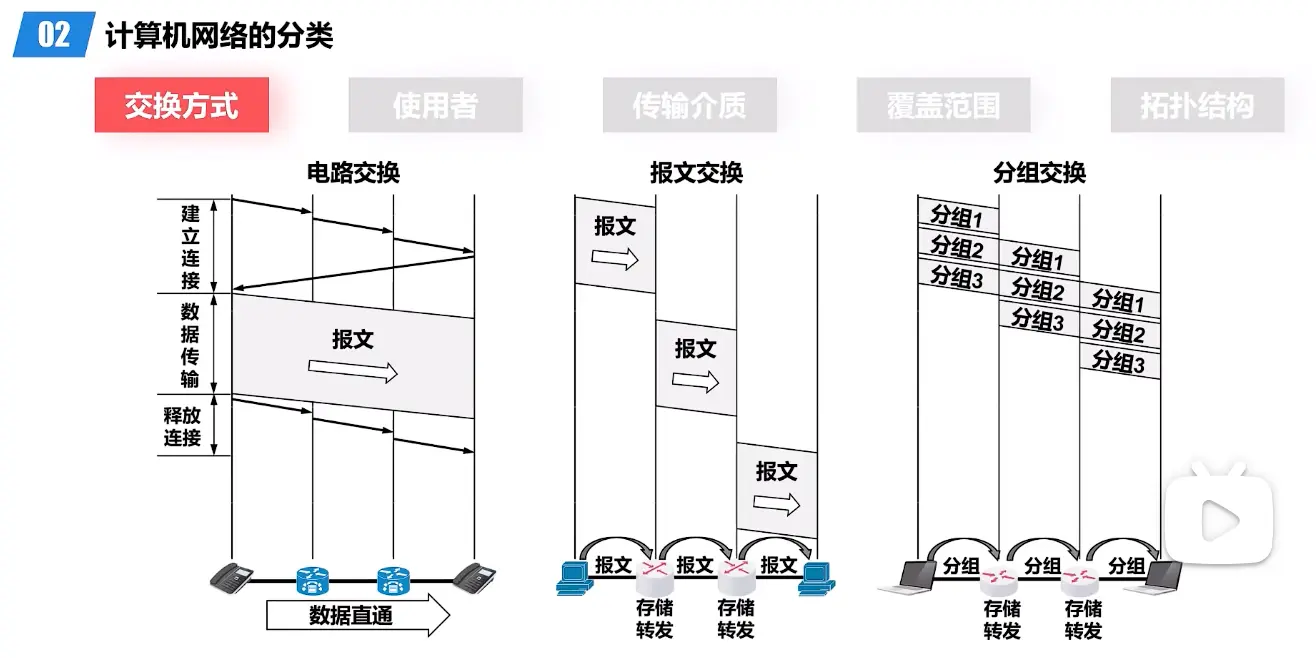 02 计算机网络的分类
交换方式
使用者
传输介质
覆盖范围
拓扑结构
电路交换
建立连接
数据传输
释放
连接
报文
数据直通
报文交换
报文
报文
报文
报文
报文
报文
存储
转发
存储
转发
分组交换
分组1
分组2
分组3
分组1
分组2
分组3
分组1
分组2
分组3
分组
分组
分组
存储
转发
存储
转发